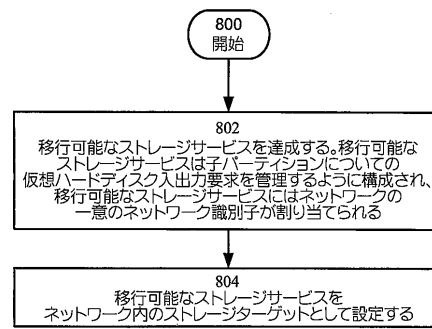 800
開始
802
移行可能なストレージサービスを達成する。移行可能な
ストレージサービスは子パーティションについての
仮想ハードディスク入出力要求を管理するように構成され、
移行可能なストレージサービスにはネットワークの
一意のネットワーク識別子が割り当てられる
804
移行可能なストレージサービスを
ネットワーク内のストレージターゲットとして設定する